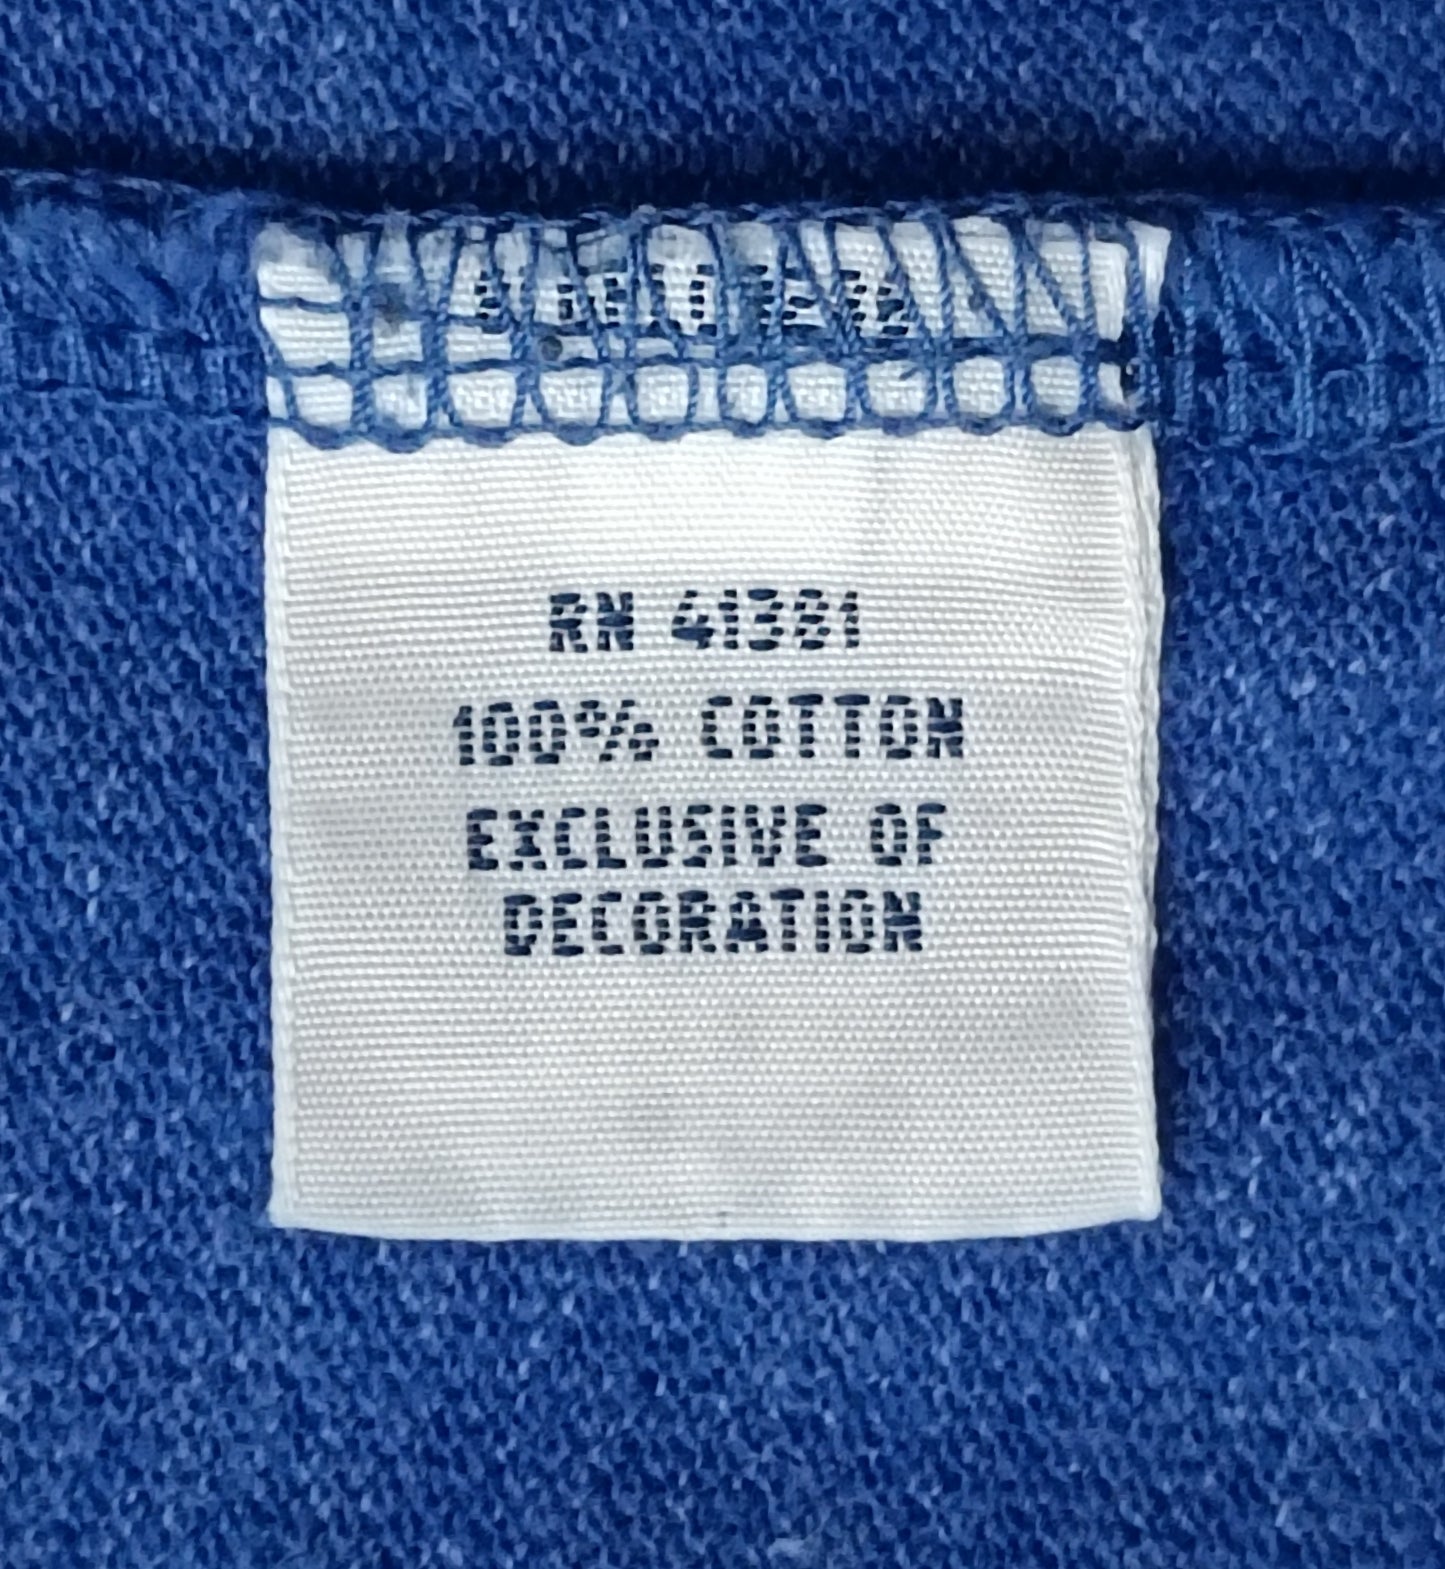 RN 41381
100% COTTON
EXCLUSIVE OF
DECORATION